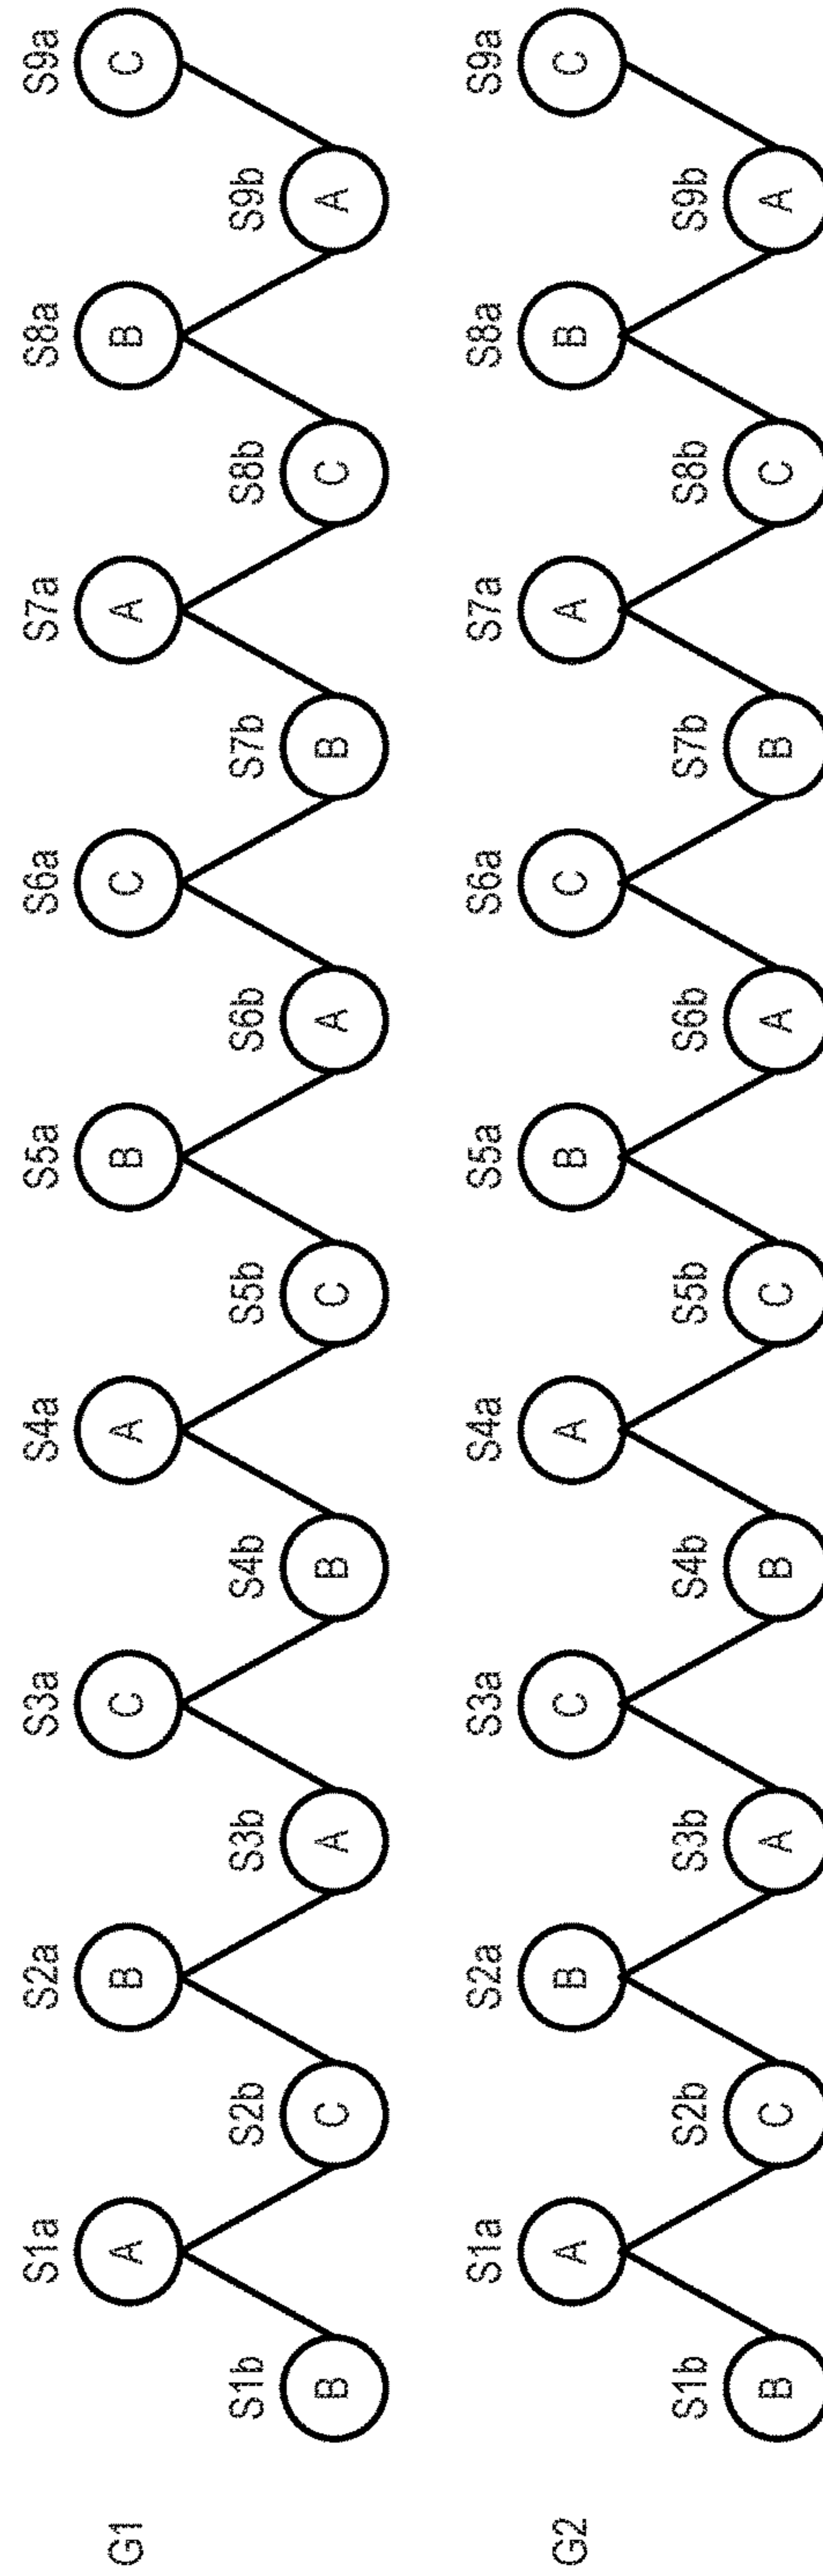 S1a S2a S3a S4a S5a S6a S7a S8a S9a
G1 A B C A B C A B C
S1b S2b S3b S4b S5b S6b S7b S8b S9b
B C A B C A B C A
S1a S2a S3a S4a S5a S6a S7a S8a S9a
G2 A B C A B C A B C
S1b S2b S3b S4b S5b S6b S7b S8b S9b
B C A B C A B C A